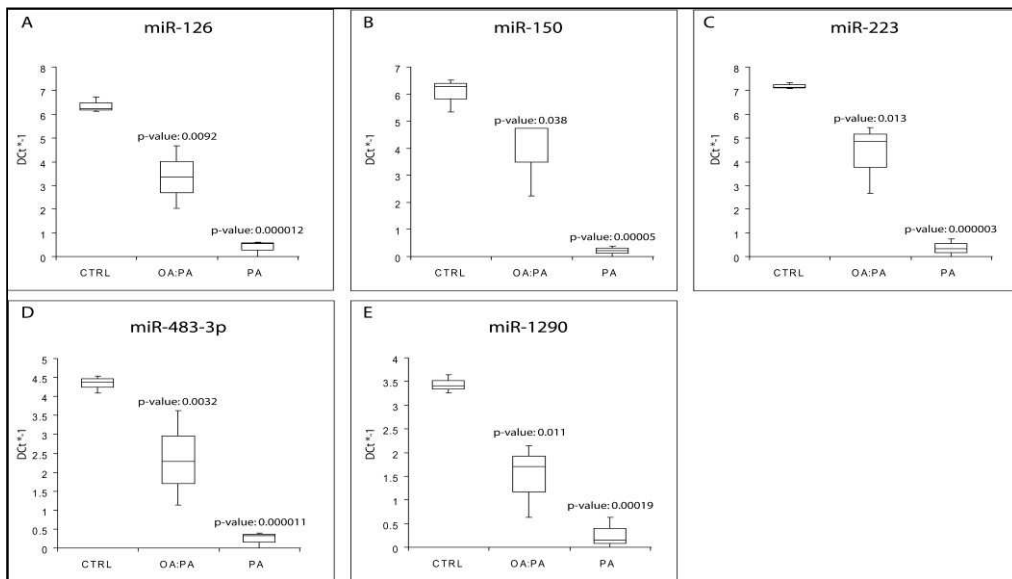 A
miR-126
8
7
6
5
4
3
2
1
0
DCt *-1
p-value: 0.0092
p-value: 0.000012
CTRL OA:PA PA
B
miR-150
7
6
5
4
3
2
1
0
DCt *-1
p-value: 0.038
p-value: 0.00005
CTRL OA:PA PA
C
miR-223
8
7
6
5
4
3
2
1
0
DCt *-1
p-value: 0.013
p-value: 0.000003
CTRL OA:PA PA
D
miR-483-3p
5
4.5
4
3.5
3
2.5
2
1.5
1
0.5
0
DCt *-1
p-value: 0.0032
p-value: 0.000011
CTRL OA:PA PA
E
miR-1290
4
3.5
3
2.5
2
1.5
1
0.5
0
DCt *-1
p-value: 0.011
p-value: 0.00019
CTRL OA:PA PA